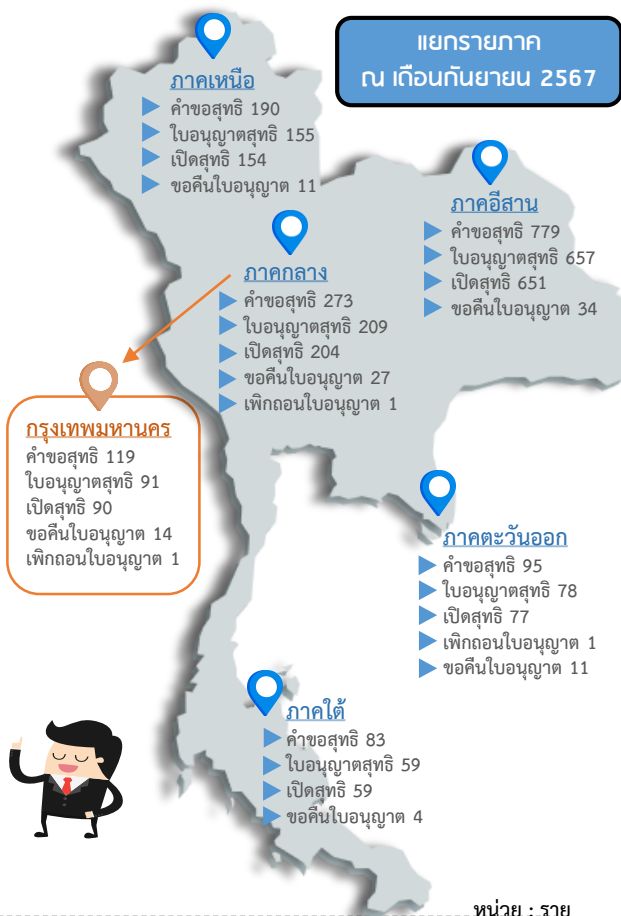 แยกรายภาค
ณ เดือนกันยายน 2567
ภาคเหนือ
คำขอสุทธิ 190
ใบอนุญาตสุทธิ 155
เปิดสุทธิ 154
ขอคืนใบอนุญาต 11
ภาคอีสาน
คำขอสุทธิ 779
ใบอนุญาตสุทธิ 657
เปิดสุทธิ 651
ขอคืนใบอนุญาต 34
ภาคกลาง
คำขอสุทธิ 273
ใบอนุญาตสุทธิ 209
เปิดสุทธิ 204
ขอคืนใบอนุญาต 27
เพิกถอนใบอนุญาต 1
กรุงเทพมหานคร
คำขอสุทธิ 119
ใบอนุญาตสุทธิ 91
เปิดสุทธิ 90
ขอคืนใบอนุญาต 14
เพิกถอนใบอนุญาต 1
ภาคตะวันออก
คำขอสุทธิ 95
ใบอนุญาตสุทธิ 78
เปิดสุทธิ 77
เพิกถอนใบอนุญาต 1
ขอคืนใบอนุญาต 11
ภาคใต้
คำขอสุทธิ 83
ใบอนุญาตสุทธิ 59
เปิดสุทธิ 59
ขอคืนใบอนุญาต 4
หน่วย : ราย